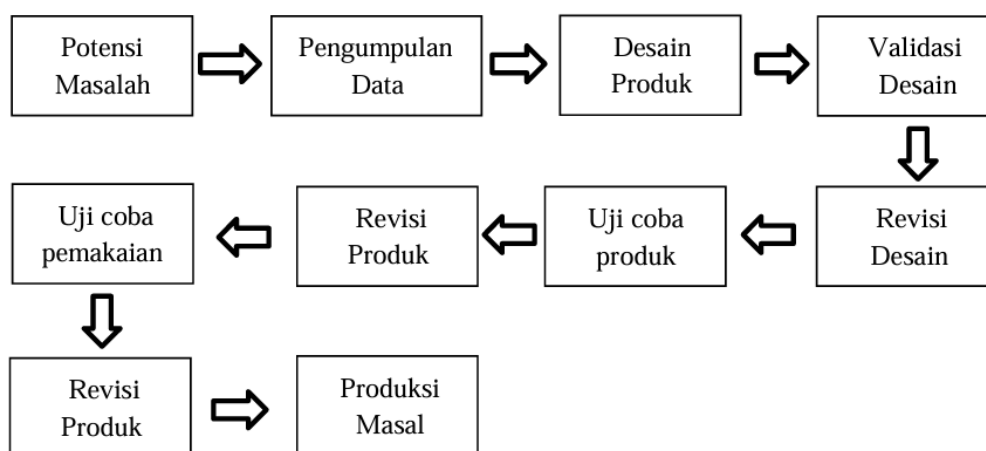 Potensi
Masalah
Pengumpulan
Data
Desain
Produk
Validasi
Desain
Revisi
Desain
Uji coba
produk
Revisi
Produk
Uji coba
pemakaian
Revisi
Produk
Produksi
Masal